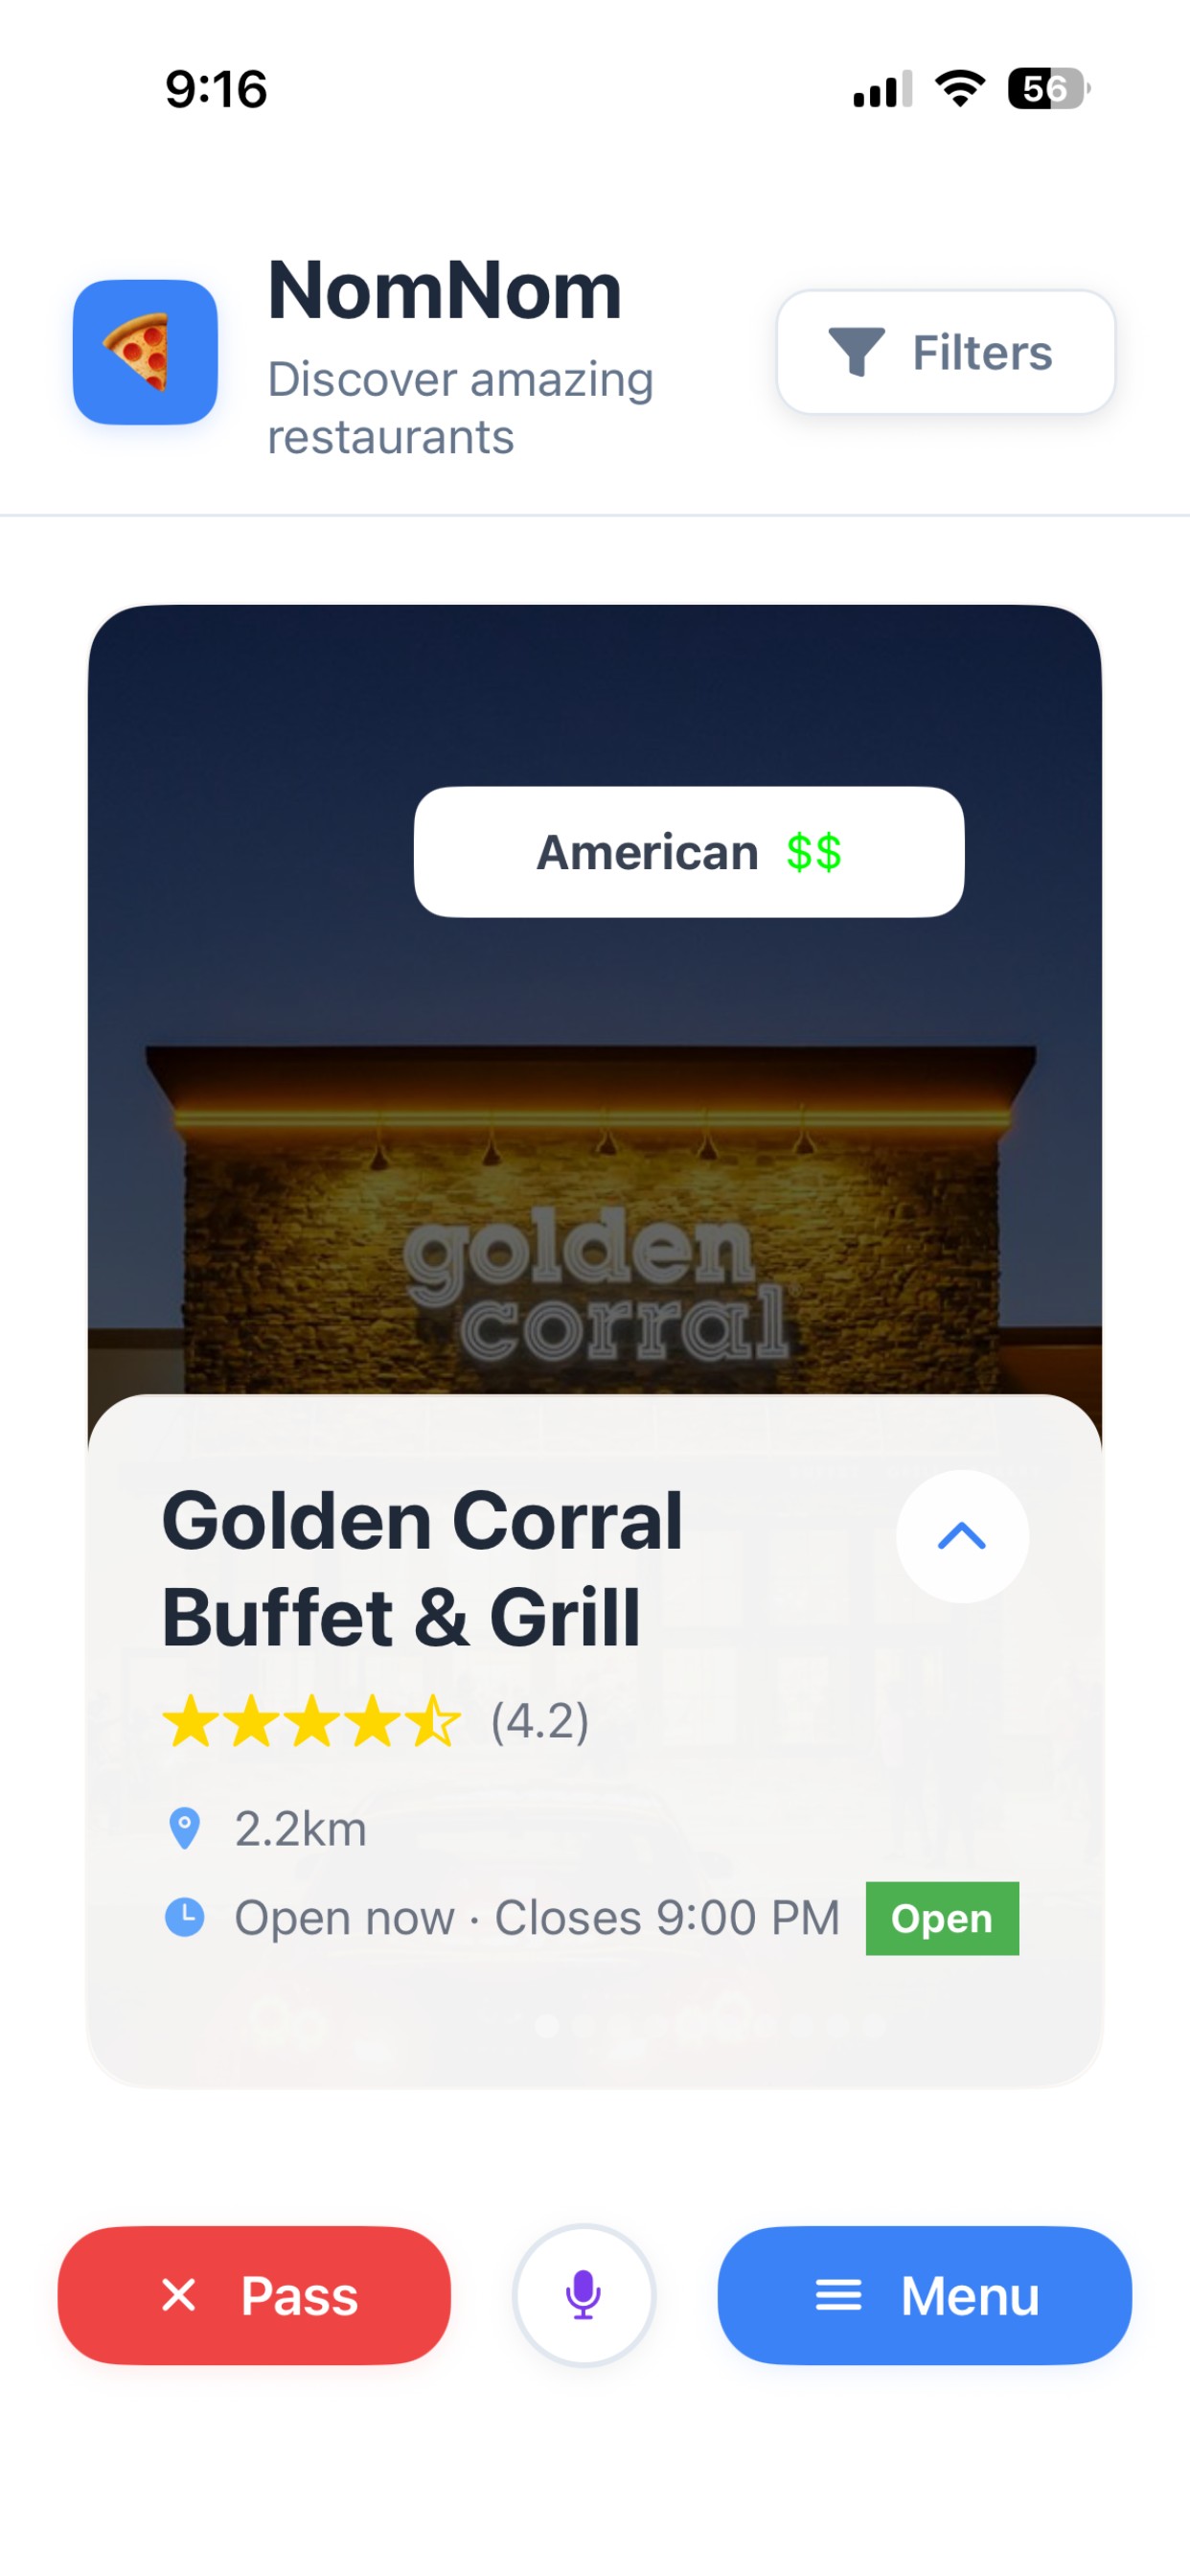 9:16
56
NomNom
Discover amazing
restaurants
Filters
American $$
golden
corral
Golden Corral
Buffet & Grill
(4.2)
2.2km
Open now · Closes 9:00 PM Open
Pass
Menu